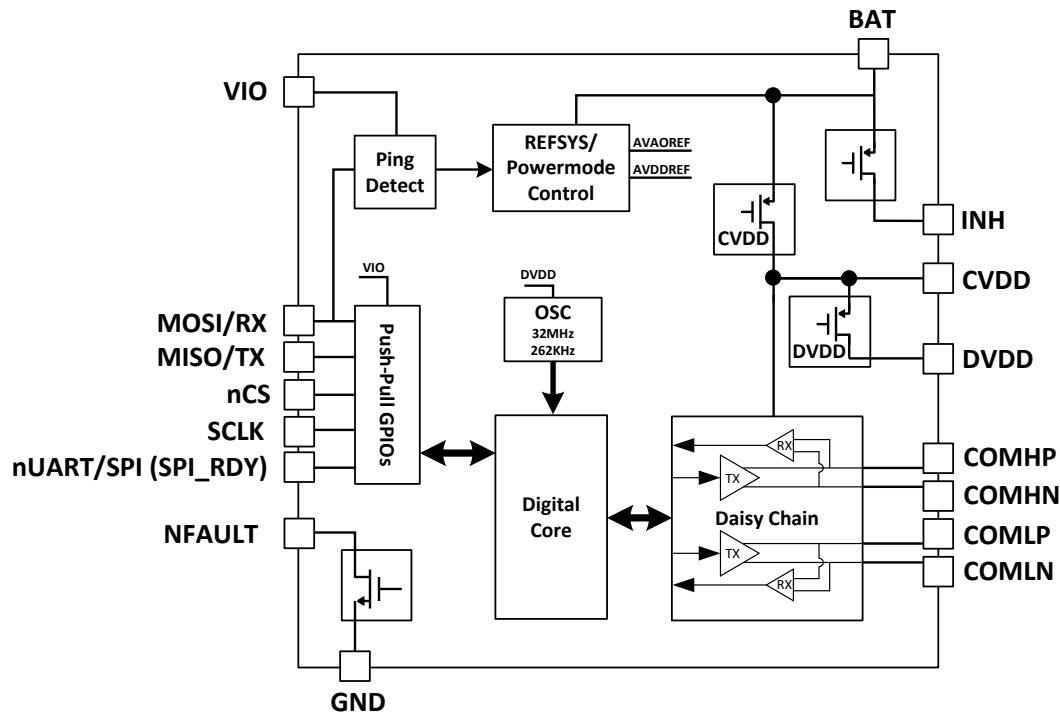 BAT
VIO
Ping
Detect
REFSYS/
Powermode
Control
AVAOREF
AVDDREF
INH
CVDD
CVDD
DVDD
DVDD
VIO
DVDD
OSC
32MHz
262KHz
MOSI/RX
MISO/TX
nCS
SCLK
nUART/SPI (SPI_RDY)
Push-Pull GPIOs
NFAULT
Digital
Core
RX
TX
Daisy Chain
TX
RX
COMHP
COMHN
COMLP
COMLN
GND